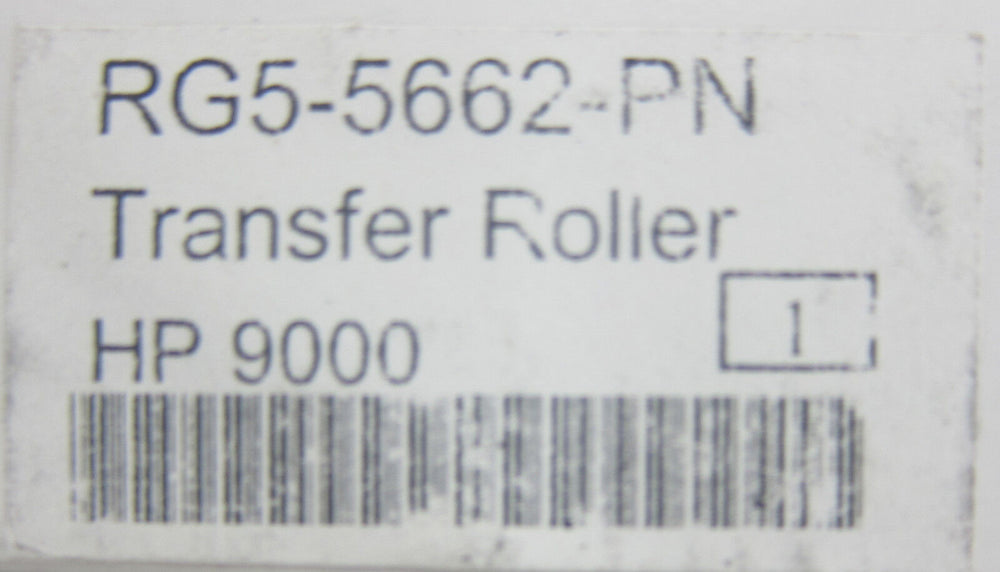 RG5-5662-PN
Transfer Roller
HP 9000
1